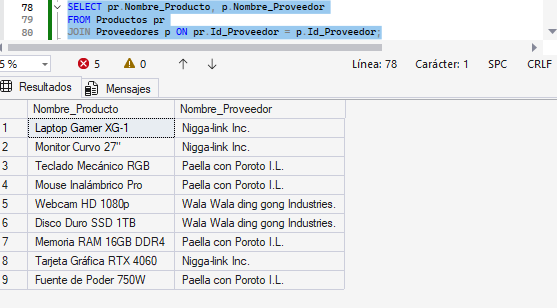 78 SELECT pr.Nombre_Producto, p.Nombre_Proveedor
79 FROM Productos pr
80 JOIN Proveedores p ON pr.Id_Proveedor = p.Id_Proveedor;
5 % 5 0 Línea: 78 Carácter: 1 SPC CRLF
Resultados Mensajes
Nombre_Producto Nombre_Proveedor
1 Laptop Gamer XG-1 Nigga-link Inc.
2 Monitor Curvo 27" Nigga-link Inc.
3 Teclado Mecánico RGB Paella con Poroto I.L.
4 Mouse Inalámbrico Pro Paella con Poroto I.L.
5 Webcam HD 1080p Wala Wala ding gong Industries.
6 Disco Duro SSD 1TB Wala Wala ding gong Industries.
7 Memoria RAM 16GB DDR4 Paella con Poroto I.L.
8 Tarjeta Gráfica RTX 4060 Nigga-link Inc.
9 Fuente de Poder 750W Paella con Poroto I.L.